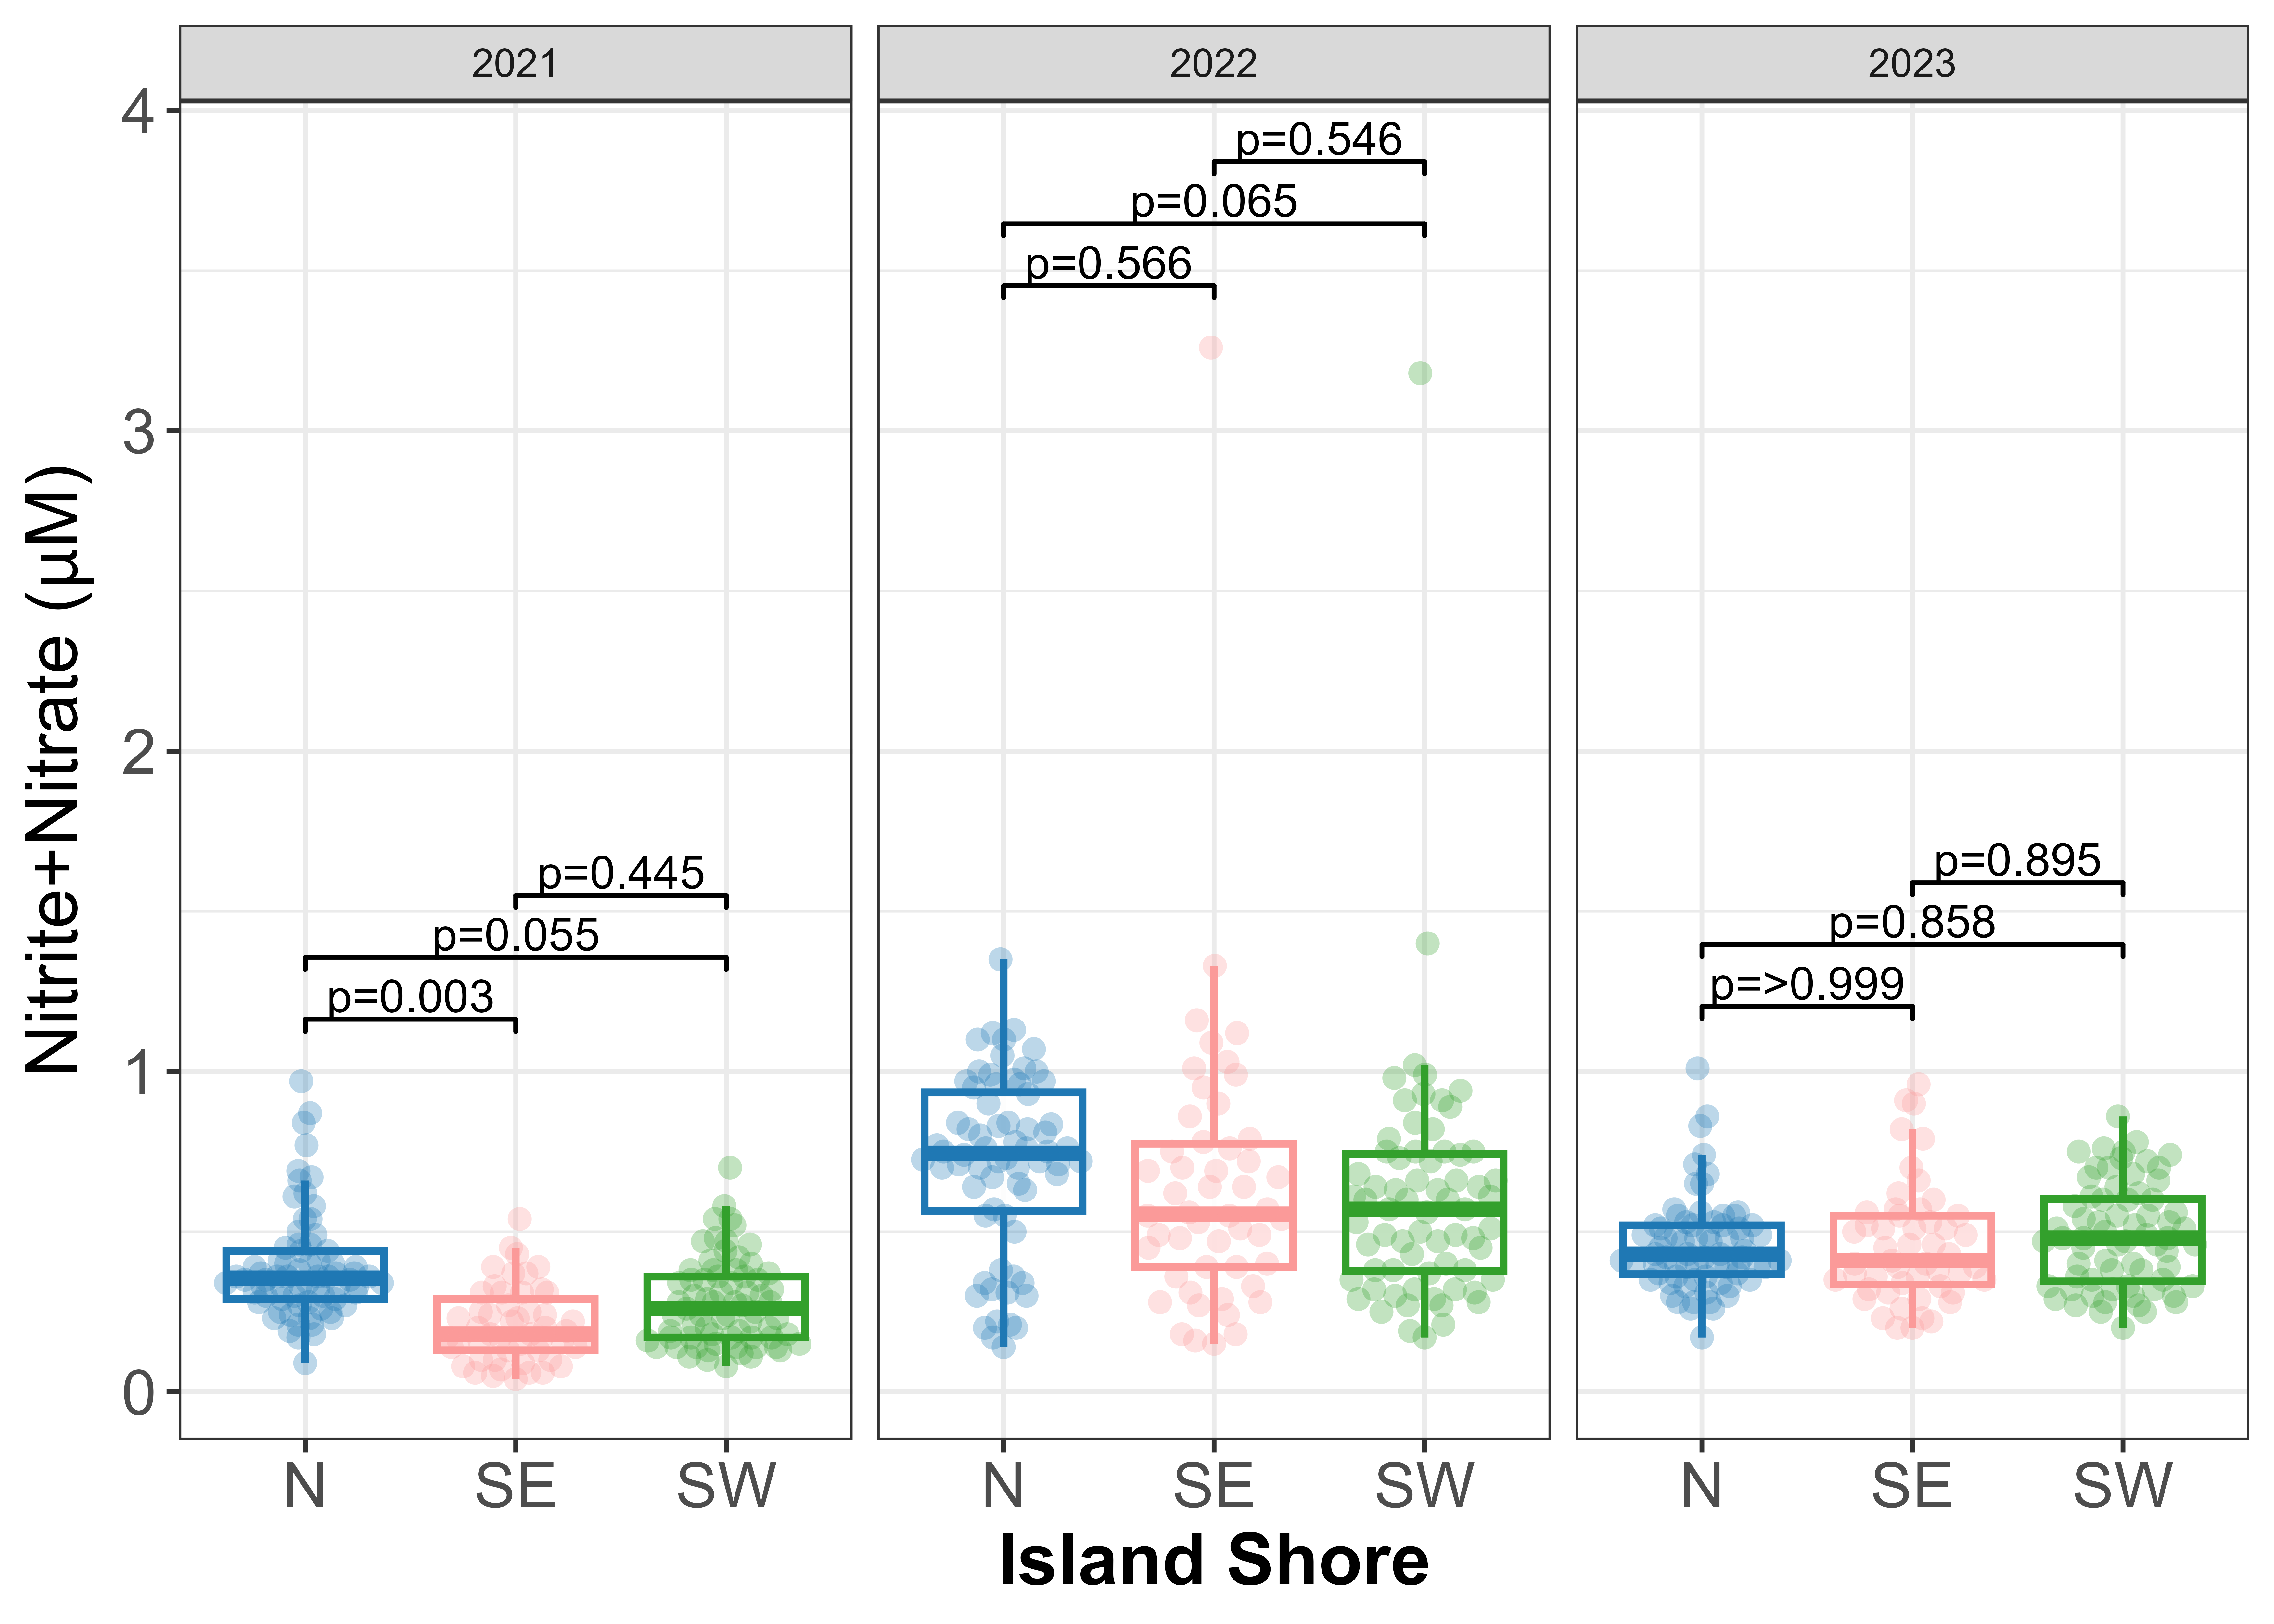 2021 2022 2023
Nitrite+Nitrate (µM)
4
3
2
1
0
p=0.445
p=0.055
p=0.003
p=0.546
p=0.065
p=0.566
p=0.895
p=0.858
p=>0.999
N SE SW N SE SW N SE SW
Island Shore